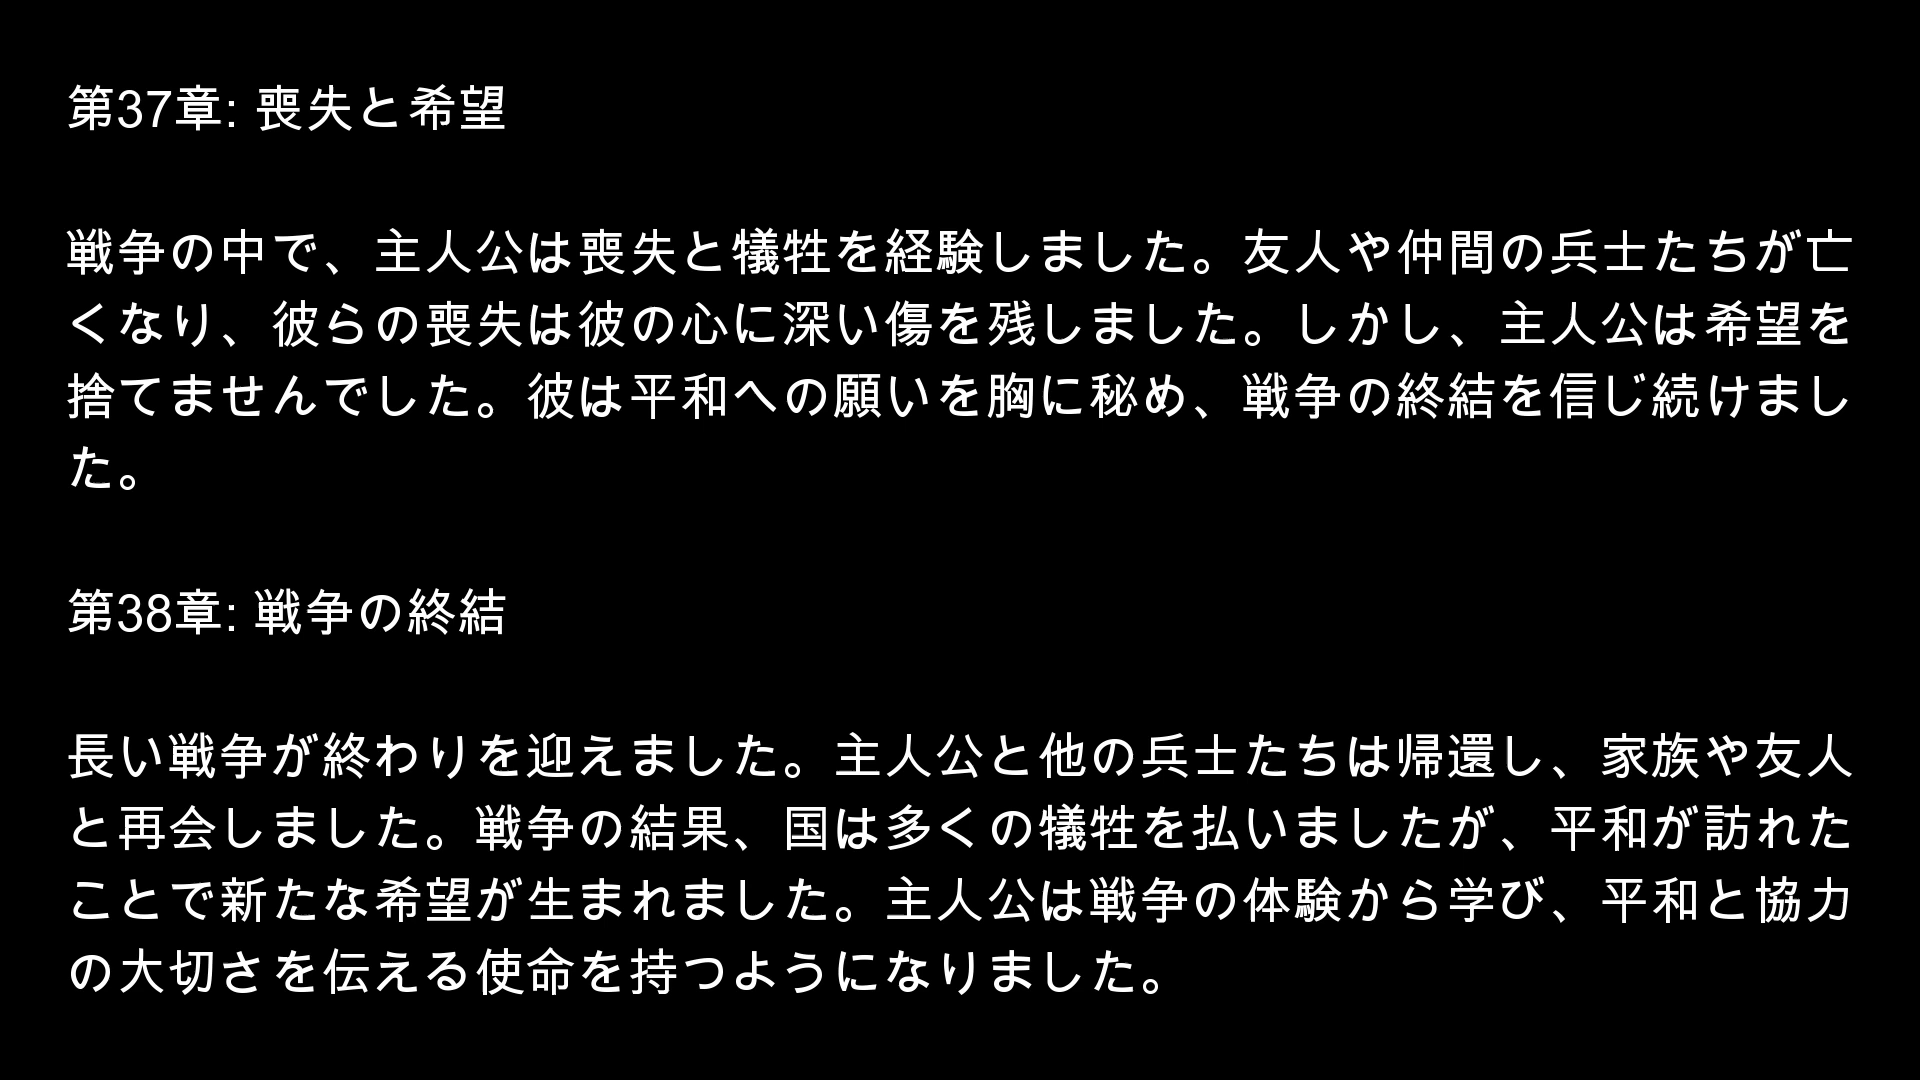 第37章: 喪失と希望
戦争の中で、主人公は喪失と犠牲を経験しました。友人や仲間の兵士たちが亡
くなり、彼らの喪失は彼の心に深い傷を残しました。しかし、主人公は希望を
捨てませんでした。彼は平和への願いを胸に秘め、戦争の終結を信じ続けまし
た。
第38章: 戦争の終結
長い戦争が終わりを迎えました。主人公と他の兵士たちは帰還し、家族や友人
と再会しました。戦争の結果、国は多くの犠牲を払いましたが、平和が訪れた
ことで新たな希望が生まれました。主人公は戦争の体験から学び、平和と協力
の大切さを伝える使命を持つようになりました。